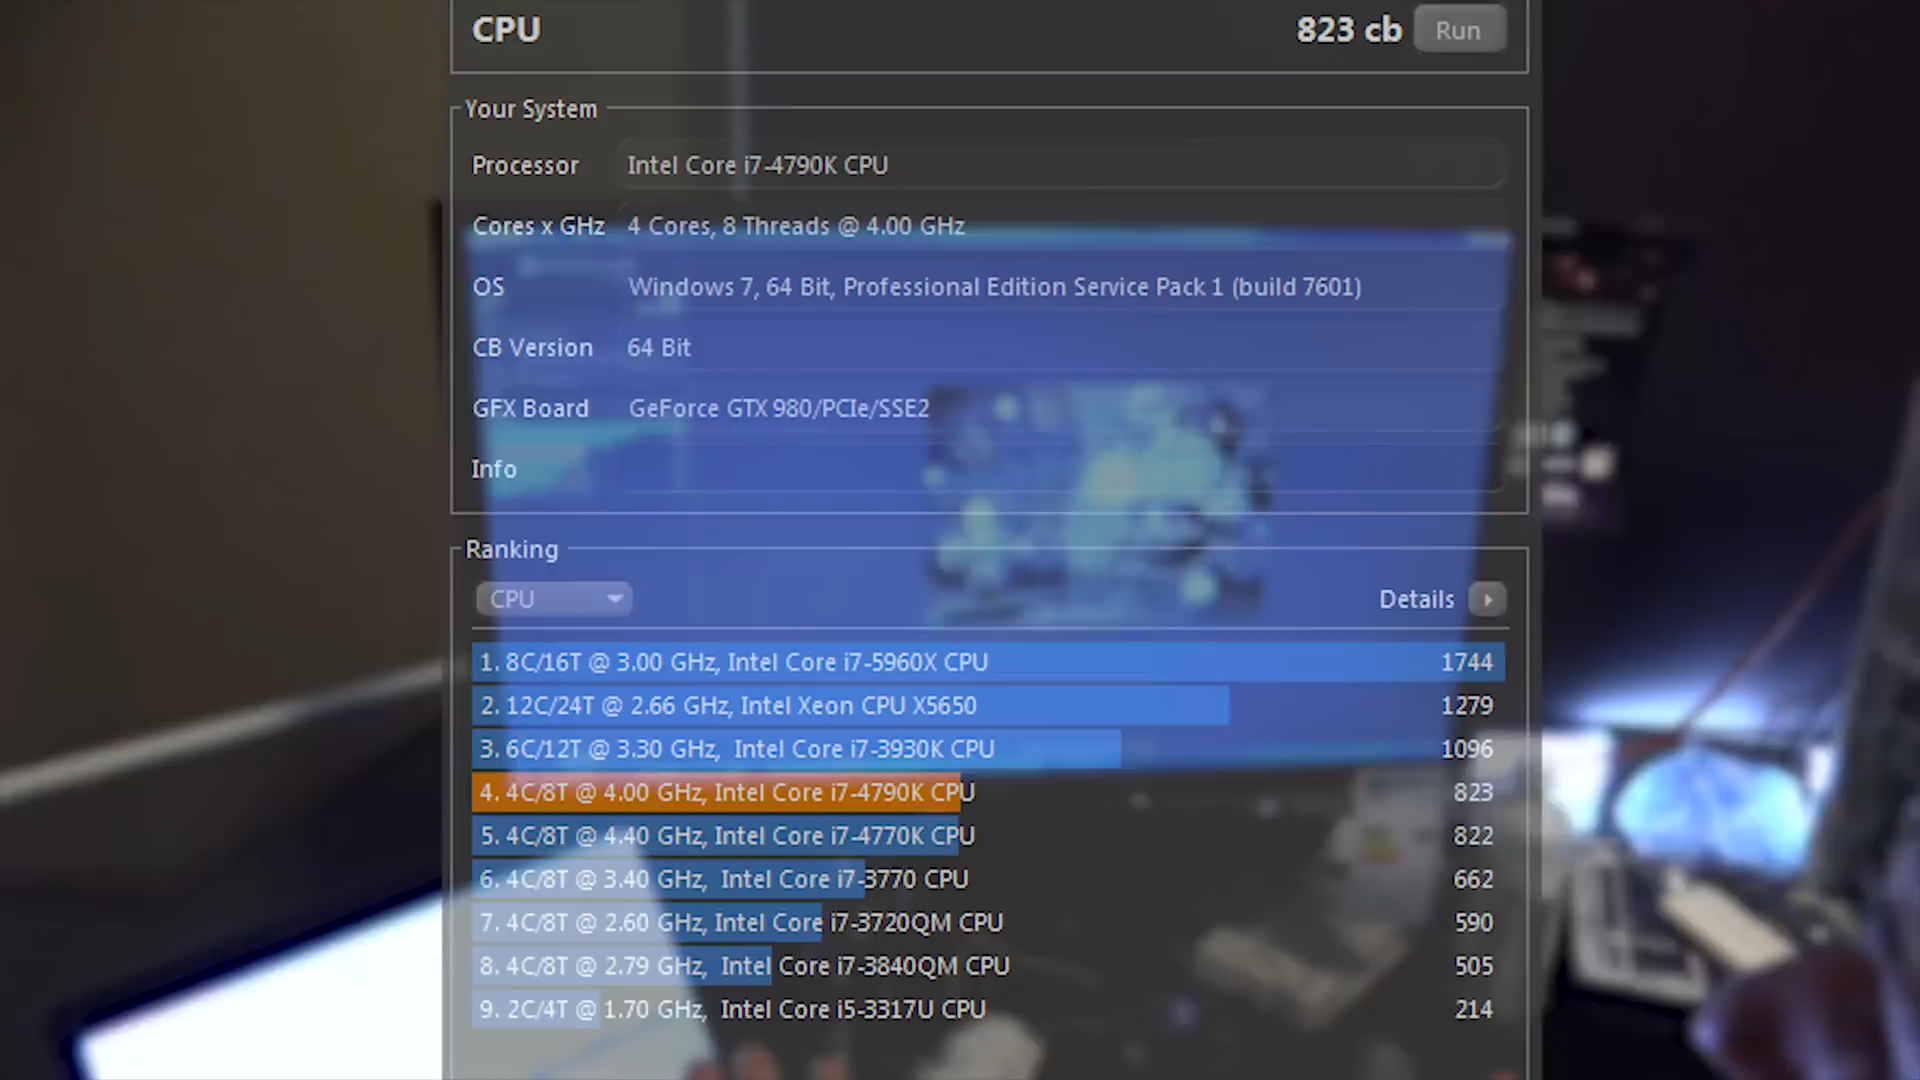 CPU 823 cb Run
Your System
Processor Intel Core i7-4790K CPU
Cores x GHz 4 Cores, 8 Threads @ 4.00 GHz
OS Windows 7, 64 Bit, Professional Edition Service Pack 1 (build 7601)
CB Version 64 Bit
GFX Board GeForce GTX 980/PCIe/SSE2
Info
Ranking
CPU Details
1. 8C/16T @ 3.00 GHz, Intel Core i7-5960X CPU 1744
2. 12C/24T @ 2.66 GHz, Intel Xeon CPU X5650 1279
3. 6C/12T @ 3.30 GHz, Intel Core i7-3930K CPU 1096
4. 4C/8T @ 4.00 GHz, Intel Core i7-4790K CPU 823
5. 4C/8T @ 4.40 GHz, Intel Core i7-4770K CPU 822
6. 4C/8T @ 3.40 GHz, Intel Core i7-3770 CPU 662
7. 4C/8T @ 2.60 GHz, Intel Core i7-3720QM CPU 590
8. 4C/8T @ 2.79 GHz, Intel Core i7-3840QM CPU 505
9. 2C/4T @ 1.70 GHz, Intel Core i5-3317U CPU 214